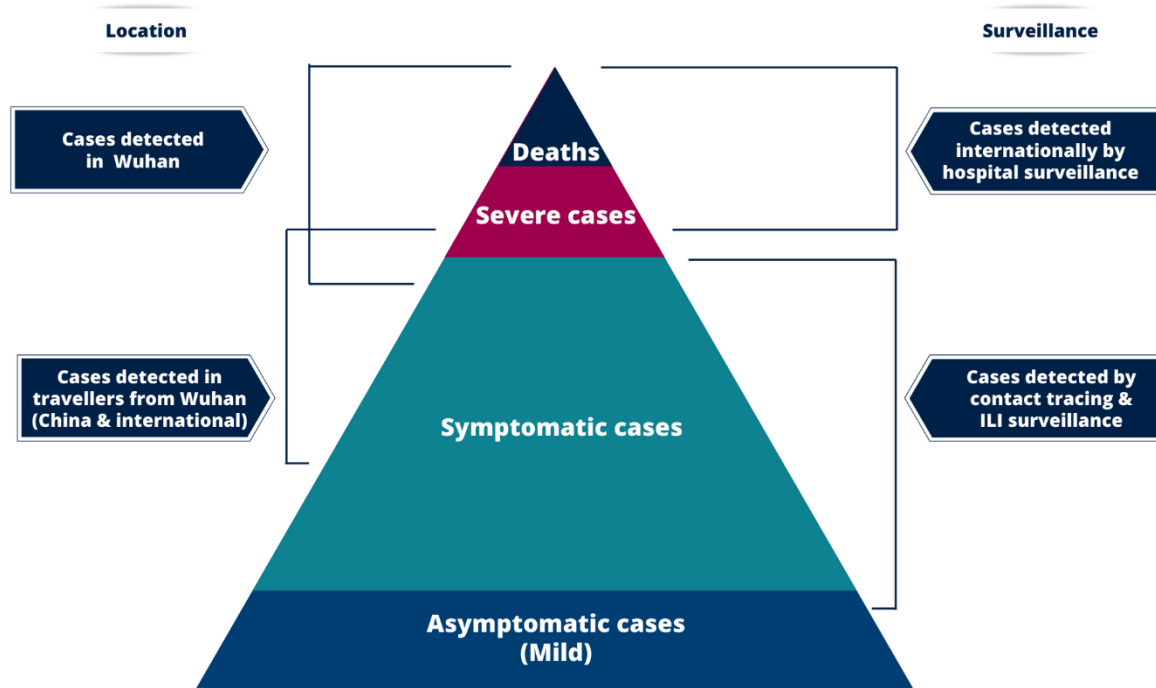 Location
Surveillance
Cases detected
in Wuhan
Deaths
Cases detected
internationally by
hospital surveillance
Severe cases
Cases detected in
travellers from Wuhan
(China & international)
Symptomatic cases
Cases detected by
contact tracing &
ILI surveillance
Asymptomatic cases
(Mild)